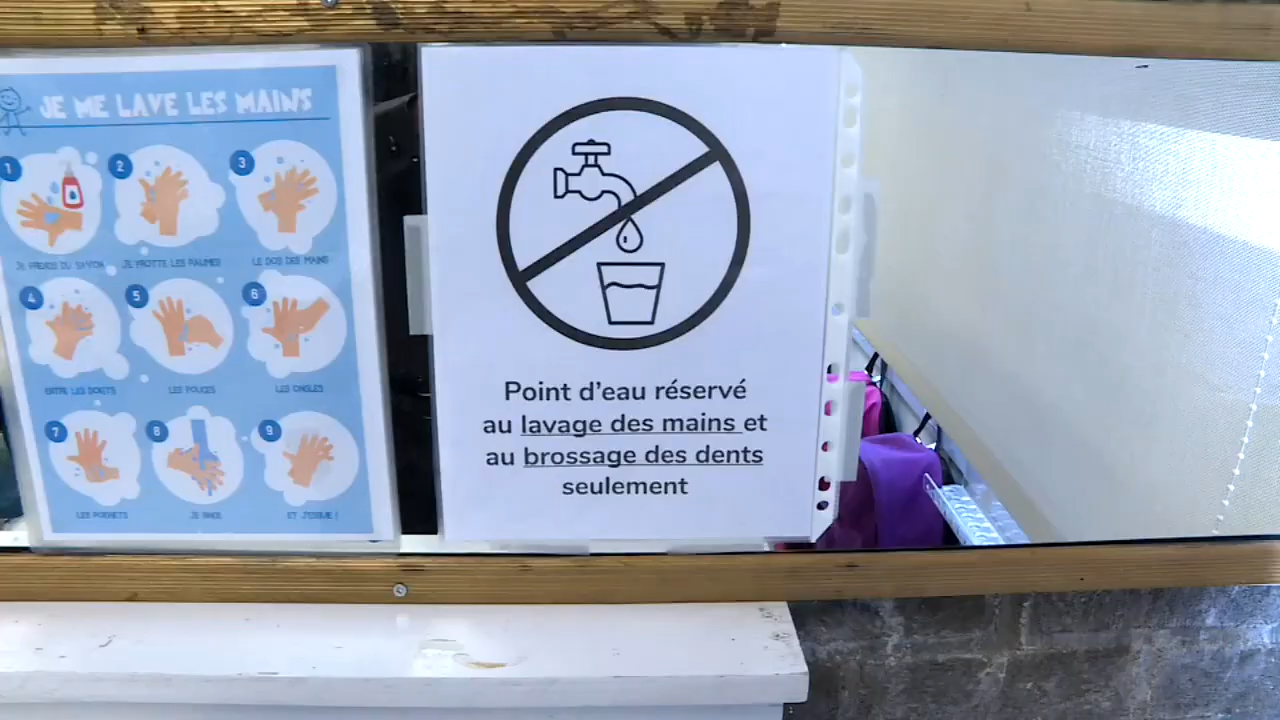 JE ME LAVE LES MAINS
1
2
3
JE PRENDS DU SAVON
JE FROTTE LES PAUMES
LE DOS DES MAINS
4
5
6
ENTRE LES DOIGTS
LES POUCES
LES ONGLES
7
8
9
LES POIGNETS
JE RINCE
ET J'ESSUIE !
Point d'eau réservé
au lavage des mains et
au brossage des dents
seulement